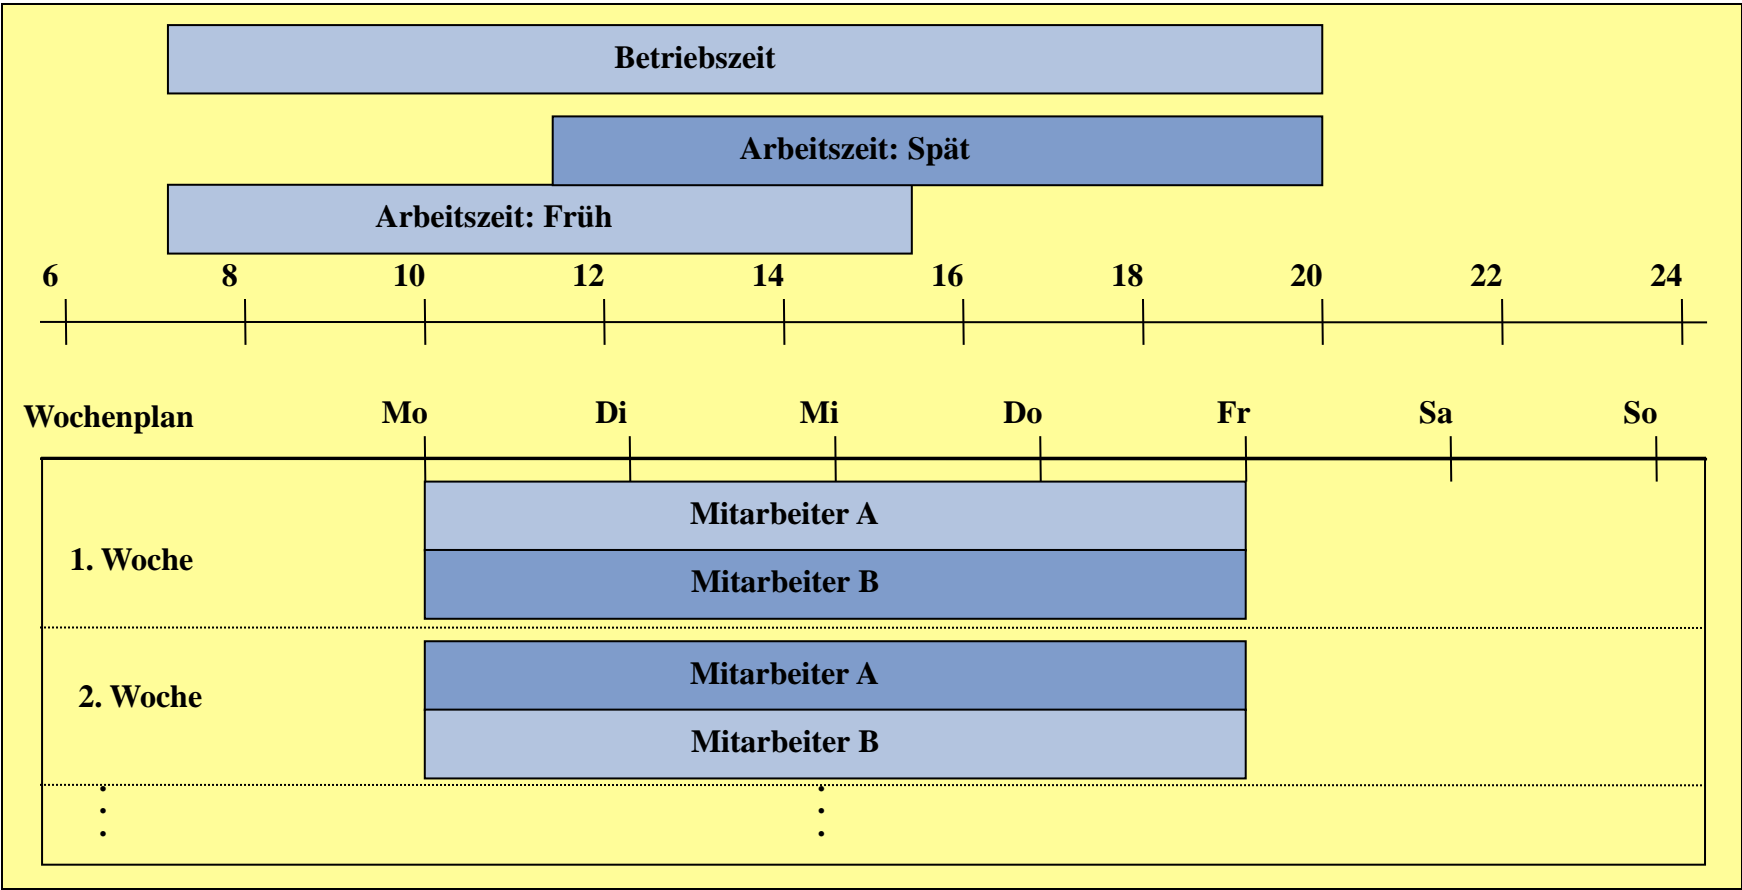 Betriebszeit
Arbeitszeit: Spät
Arbeitszeit: Früh
6 8 10 12 14 16 18 20 22 24
Wochenplan Mo Di Mi Do Fr Sa So
Mitarbeiter A
1. Woche
Mitarbeiter B
Mitarbeiter A
2. Woche
Mitarbeiter B